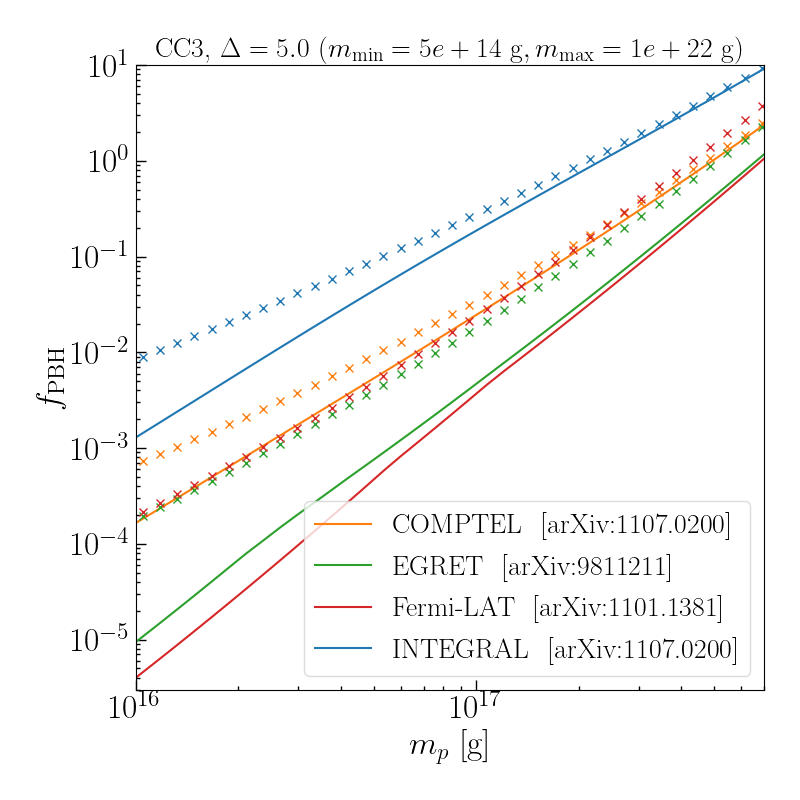 CC3, Δ = 5.0 (m_min = 5e + 14 g, m_max = 1e + 22 g)
10^1
10^0
10^−1
10^−2
10^−3
10^−4
10^−5
f_PBH
COMPTEL [arXiv:1107.0200]
EGRET [arXiv:9811211]
Fermi-LAT [arXiv:1101.1381]
INTEGRAL [arXiv:1107.0200]
10^16
10^17
m_p [g]